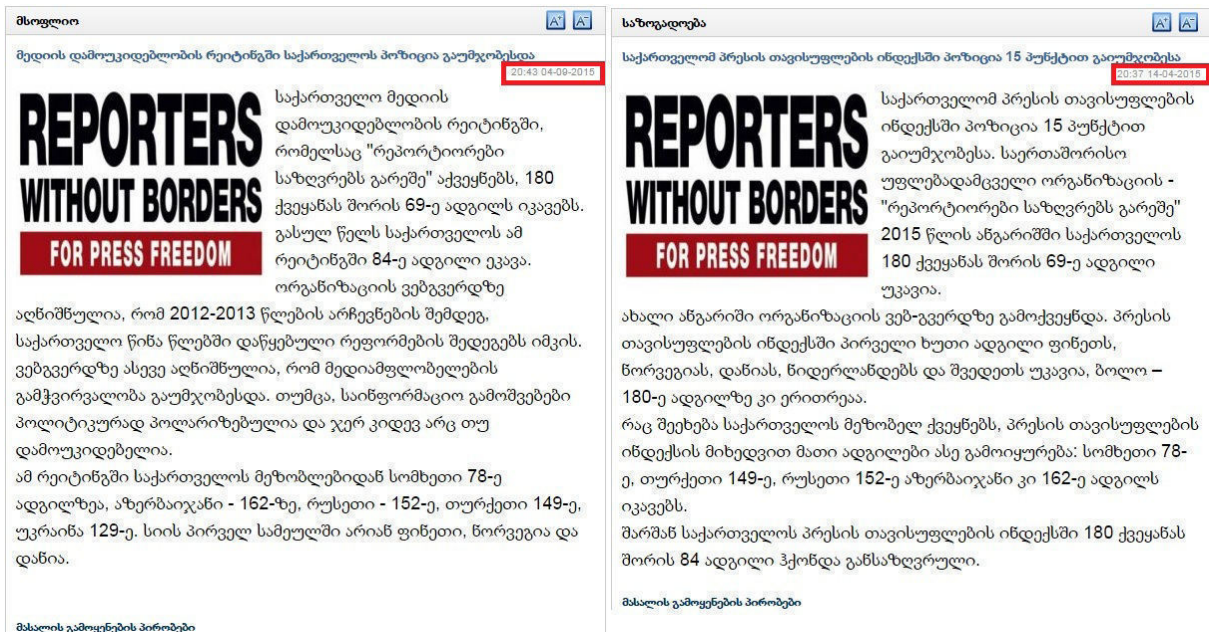 მსოფლიო
A+ A-
მედიის დამოუკიდებლობის რეიტინგში საქართველოს პოზიცია გაუმჯობესდა
20:43 04-09-2015
REPORTERS
WITHOUT BORDERS
FOR PRESS FREEDOM
საქართველო მედიის
დამოუკიდებლობის რეიტინგში,
რომელსაც "რეპორტიორები
საზღვრებს გარეშე" აქვეყნებს, 180
ქვეყანას შორის 69-ე ადგილს იკავებს.
გასულ წელს საქართველოს ამ
რეიტინგში 84-ე ადგილი ეკავა.
ორგანიზაციის ვებგვერდზე
აღნიშნულია, რომ 2012-2013 წლების არჩევნების შემდეგ,
საქართველო წინა წლებში დაწყებული რეფორმების შედეგებს იმკის.
ვებგვერდზე ასევე აღნიშნულია, რომ მედიამფლობელების
გამჭვირვალობა გაუმჯობესდა. თუმცა, საინფორმაციო გამოშვებები
პოლიტიკურად პოლარიზებულია და ჯერ კიდევ არც თუ
დამოუკიდებელია.
ამ რეიტინგში საქართველოს მეზობლებიდან სომხეთი 78-ე
ადგილზეა, აზერბაიჯანი - 162-ზე, რუსეთი - 152-ე, თურქეთი 149-ე,
უკრაინა 129-ე. სიის პირველ სამეულში არიან ფინეთი, ნორვეგია და
დანია.
მასალის გამოყენების პირობები
საზოგადოება
A+ A-
საქართველომ პრესის თავისუფლების ინდექსში პოზიცია 15 პუნქტით გაიუმჯობესა
20:37 14-04-2015
REPORTERS
WITHOUT BORDERS
FOR PRESS FREEDOM
საქართველომ პრესის თავისუფლების
ინდექსში პოზიცია 15 პუნქტით
გაიუმჯობესა. საერთაშორისო
უფლებადამცველი ორგანიზაციის -
"რეპორტიორები საზღვრებს გარეშე"
2015 წლის ანგარიშში საქართველოს
180 ქვეყანას შორის 69-ე ადგილი
უკავია.
ახალი ანგარიში ორგანიზაციის ვებ-გვერდზე გამოქვეყნდა. პრესის
თავისუფლების ინდექსში პირველი ხუთი ადგილი ფინეთს,
ნორვეგიას, დანიას, ნიდერლანდებს და შვედეთს უკავია, ბოლო –
180-ე ადგილზე კი ერითრეაა.
რაც შეეხება საქართველოს მეზობელ ქვეყნებს, პრესის თავისუფლების
ინდექსის მიხედვით მათი ადგილები ასე გამოიყურება: სომხეთი 78-
ე, თურქეთი 149-ე, რუსეთი 152-ე აზერბაიჯანი კი 162-ე ადგილს
იკავებს.
შარშან საქართველოს პრესის თავისუფლების ინდექსში 180 ქვეყანას
შორის 84 ადგილი ჰქონდა განსაზღვრული.
მასალის გამოყენების პირობები